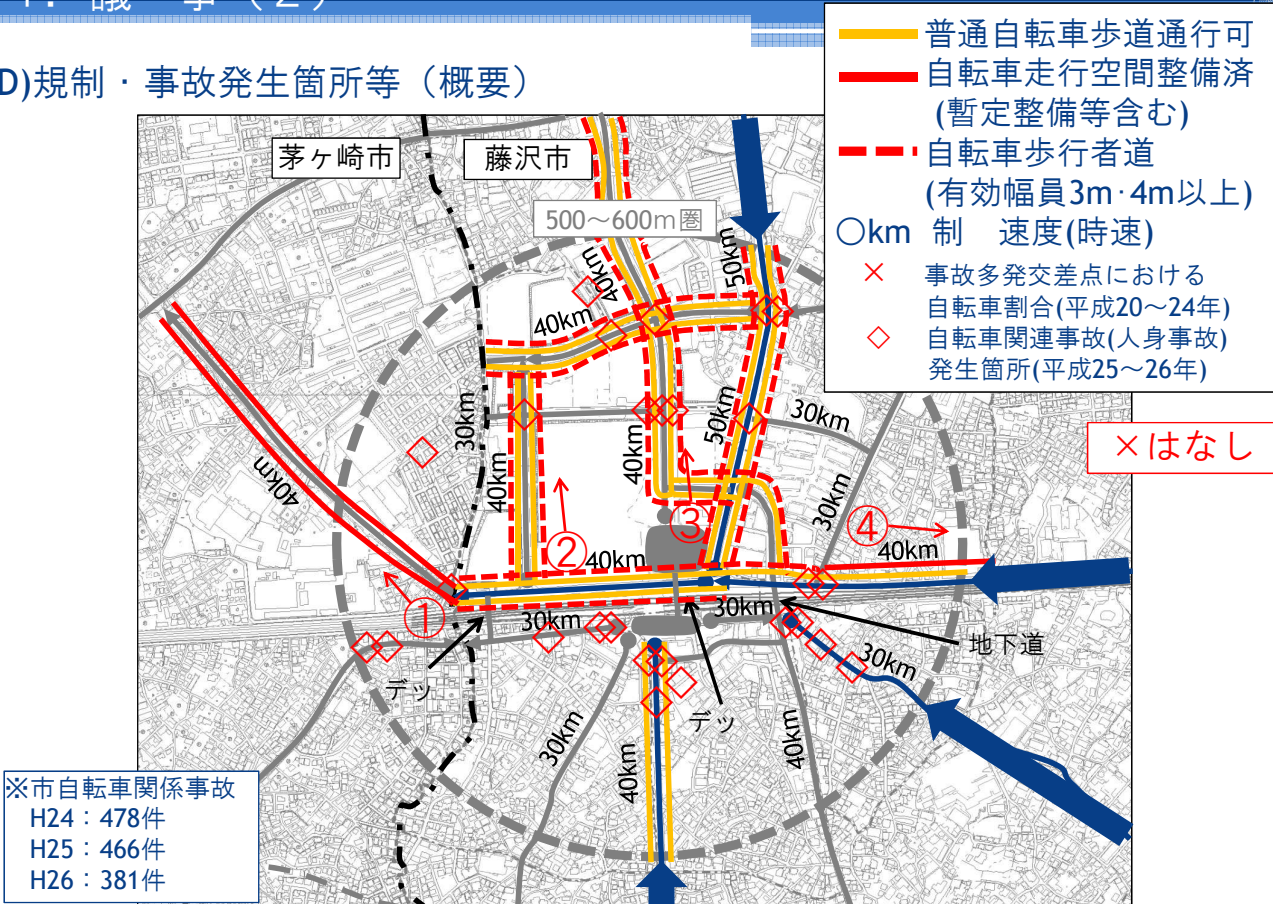 1．議　事（２）
D)規制・事故発生箇所等（概要）
普通自転車歩道通行可
自転車走行空間整備済
(暫定整備等含む)
自転車歩行者道
(有効幅員3m･4m以上)
○km 制　速度(時速)
× 事故多発交差点における
自転車割合(平成20～24年)
◇ 自転車関連事故(人身事故)
発生箇所(平成25～26年)
×はなし
茅ヶ崎市
藤沢市
500～600m圏
50km
40km
40km
30km
40km
40km
50km
30km
30km
40km
①
②
③
④
40km
40km
30km
30km
地下道
30km
デッ
デッ
30km
40km
40km
※市自転車関係事故
H24：478件
H25：466件
H26：381件